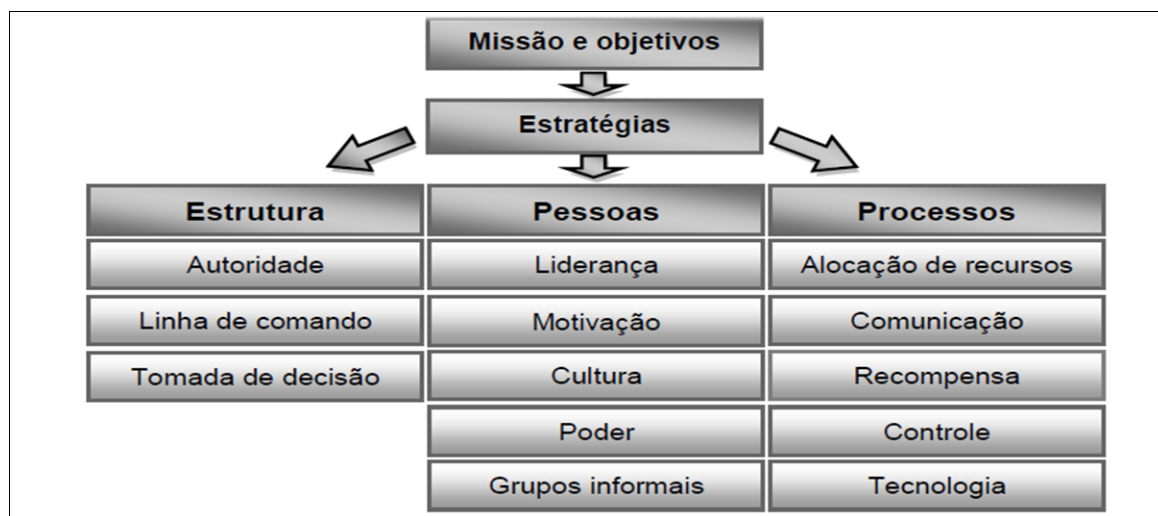 Missão e objetivos
Estratégias
Estrutura
Pessoas
Processos
Autoridade
Liderança
Alocação de recursos
Linha de comando
Motivação
Comunicação
Tomada de decisão
Cultura
Recompensa
Poder
Controle
Grupos informais
Tecnologia